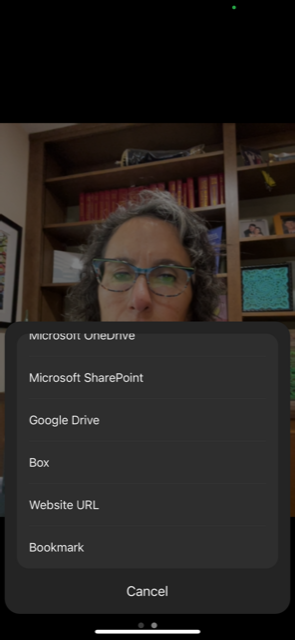 Microsoft OneDrive
Microsoft SharePoint
Google Drive
Box
Website URL
Bookmark
Cancel